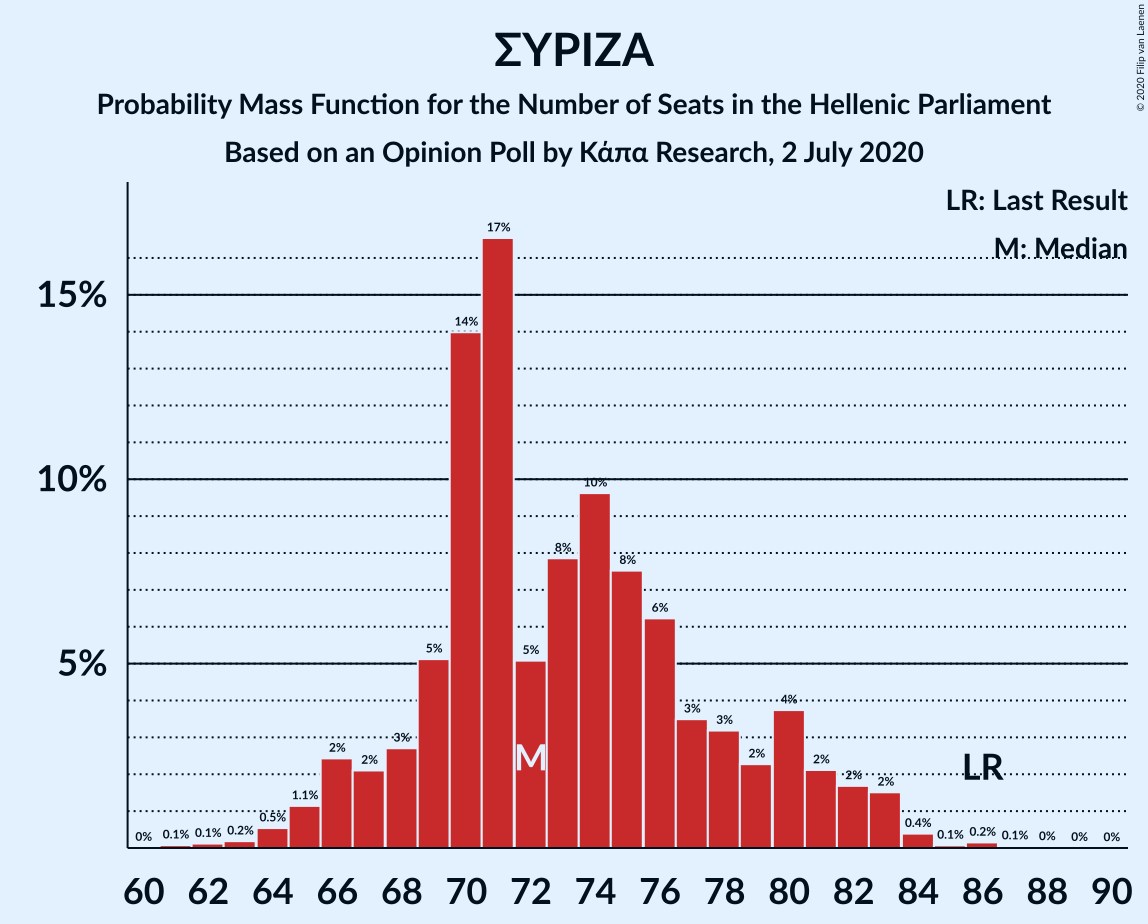 ΣΥΡΙΖΑ
Probability Mass Function for the Number of Seats in the Hellenic Parliament
Based on an Opinion Poll by Κάπα Research, 2 July 2020
© 2020 Filip van Laenen
LR: Last Result
M: Median
15%
10%
5%
0% 0.1% 0.1% 0.2% 0.5% 1.1% 2% 2% 3% 5% 14% 17% 5% 8% 10% 8% 6% 3% 3% 2% 4% 2% 2% 2% 0.4% 0.1% 0.2% 0.1% 0% 0% 0%
M LR
60 62 64 66 68 70 72 74 76 78 80 82 84 86 88 90